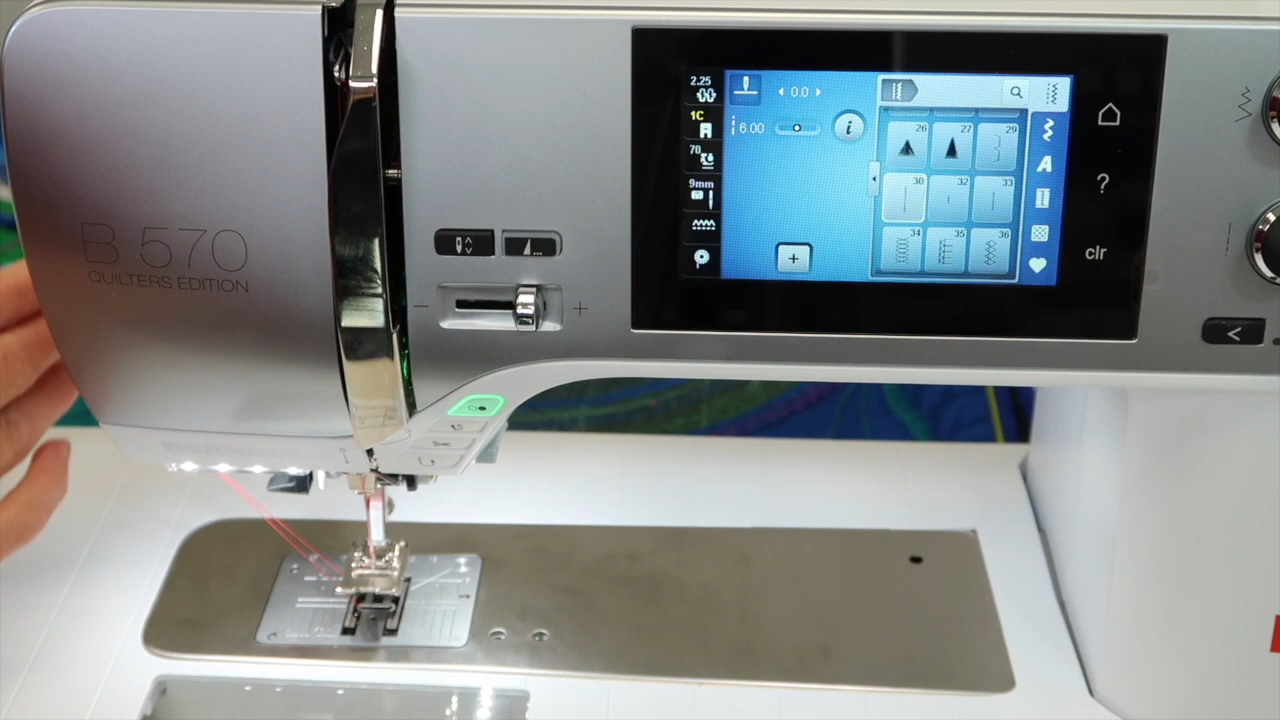 B 570
QUILTERS EDITION
− +
2.25
1C
70
9mm
0.0
6.00
i
+
26 27 29
30 32 33
34 35 36
A
?
clr
<